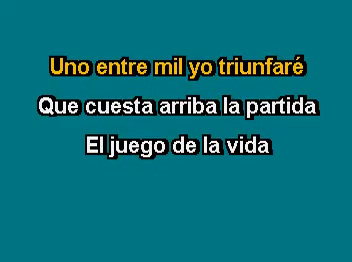 Uno entre mil yo triunfaré
Que cuesta arriba la partida
El juego de la vida